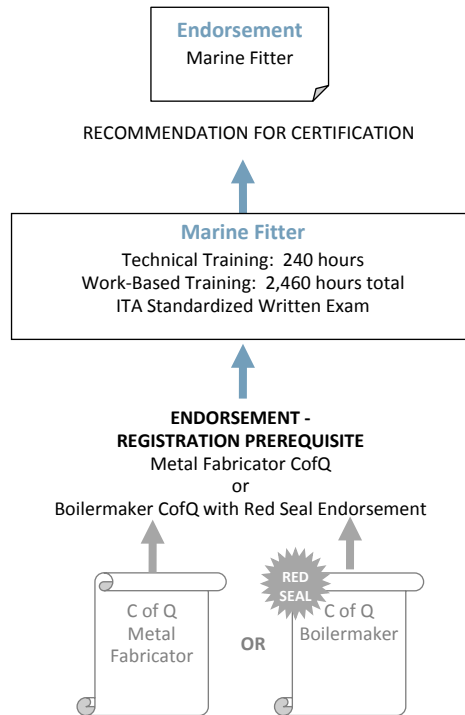 Endorsement
Marine Fitter
RECOMMENDATION FOR CERTIFICATION
Marine Fitter
Technical Training: 240 hours
Work-Based Training: 2,460 hours total
ITA Standardized Written Exam
ENDORSEMENT -
REGISTRATION PREREQUISITE
Metal Fabricator CofQ
or
Boilermaker CofQ with Red Seal Endorsement
C of Q
Metal
Fabricator
OR
RED
SEAL
C of Q
Boilermaker